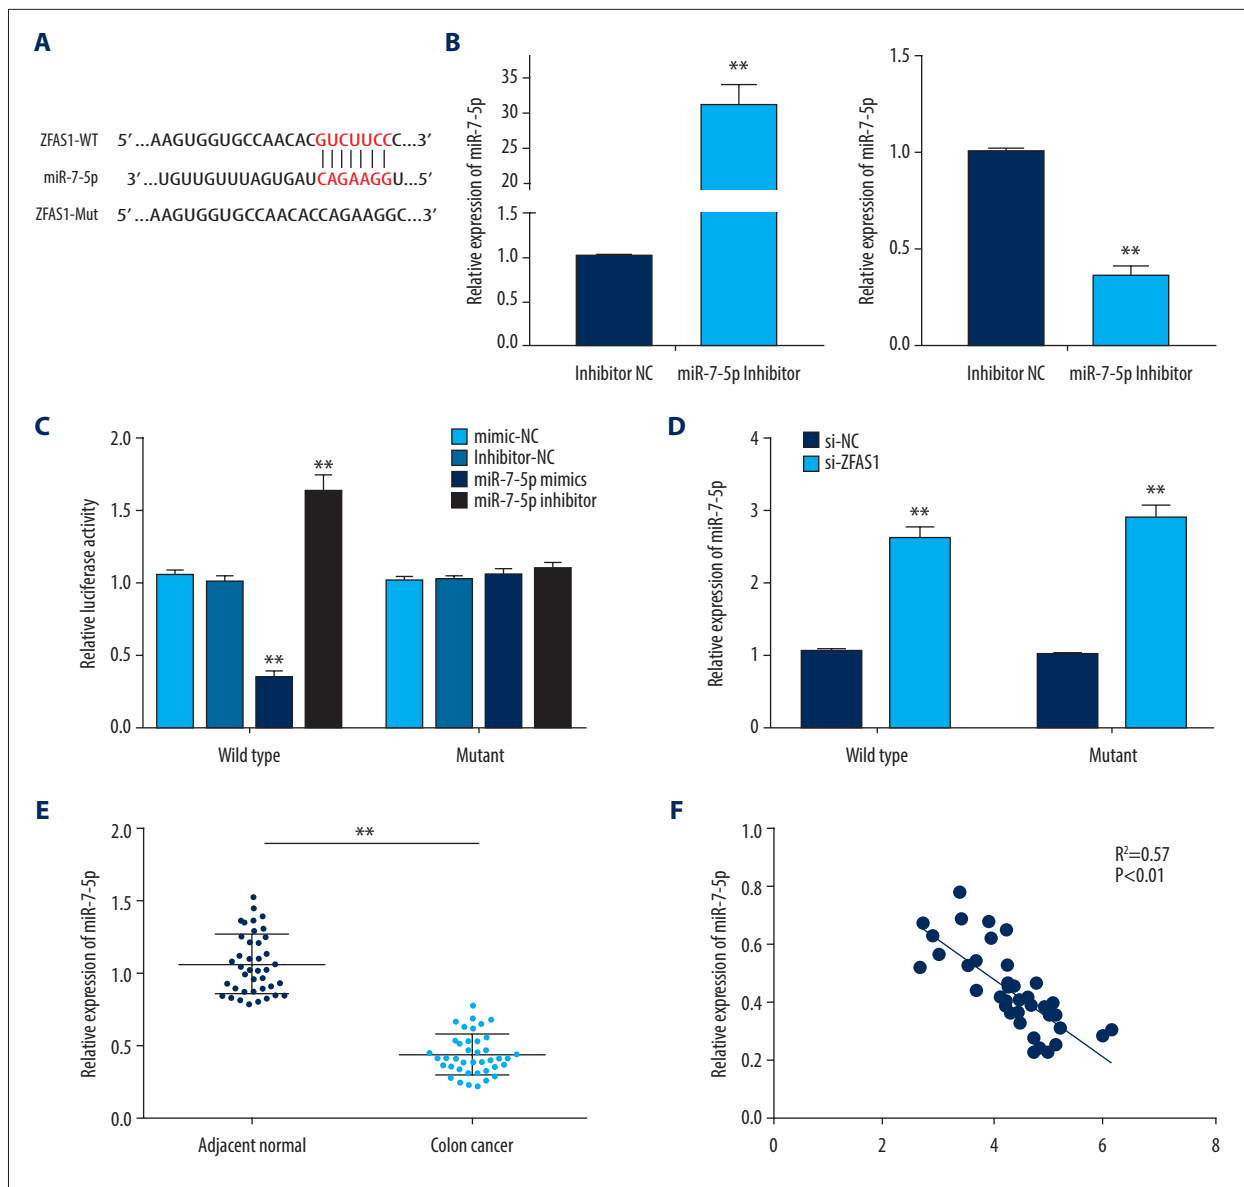 A
ZFAS1-WT 5′ ...AAGUGGUGCCAACACGUCUUCCC...3′
miR-7-5p 3′ ...UGUUGUUUAGUGAUCAGAAGGU...5′
ZFAS1-Mut 5′ ...AAGUGGUGCCAACACCAGAAGGC...3′
B
Relative expression of miR-7-5p
35
30
25
20
1.5
1.0
0.5
0.0
**
Inhibitor NC
miR-7-5p Inhibitor
Relative expression of miR-7-5p
1.5
1.0
0.5
0.0
**
Inhibitor NC
miR-7-5p Inhibitor
C
Relative luciferase activity
2.0
1.5
1.0
0.5
0.0
mimic-NC
Inhibitor-NC
miR-7-5p mimics
miR-7-5p inhibitor
**
**
Wild type
Mutant
D
Relative expression of miR-7-5p
4
3
2
1
0
si-NC
si-ZFAS1
**
**
Wild type
Mutant
E
Relative expression of miR-7-5p
2.0
1.5
1.0
0.5
0.0
**
Adjacent normal
Colon cancer
F
Relative expression of miR-7-5p
1.0
0.8
0.6
0.4
0.2
0.0
R²=0.57
P<0.01
0
2
4
6
8